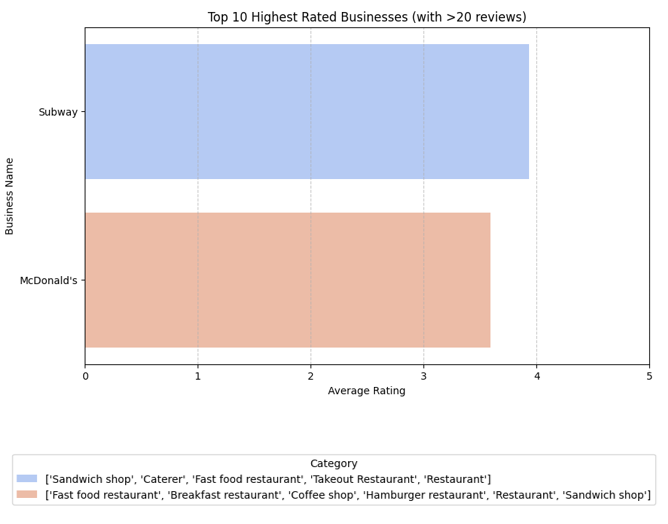 Top 10 Highest Rated Businesses (with >20 reviews)
Business Name
Subway
McDonald's
0 1 2 3 4 5
Average Rating
Category
['Sandwich shop', 'Caterer', 'Fast food restaurant', 'Takeout Restaurant', 'Restaurant']
['Fast food restaurant', 'Breakfast restaurant', 'Coffee shop', 'Hamburger restaurant', 'Restaurant', 'Sandwich shop']